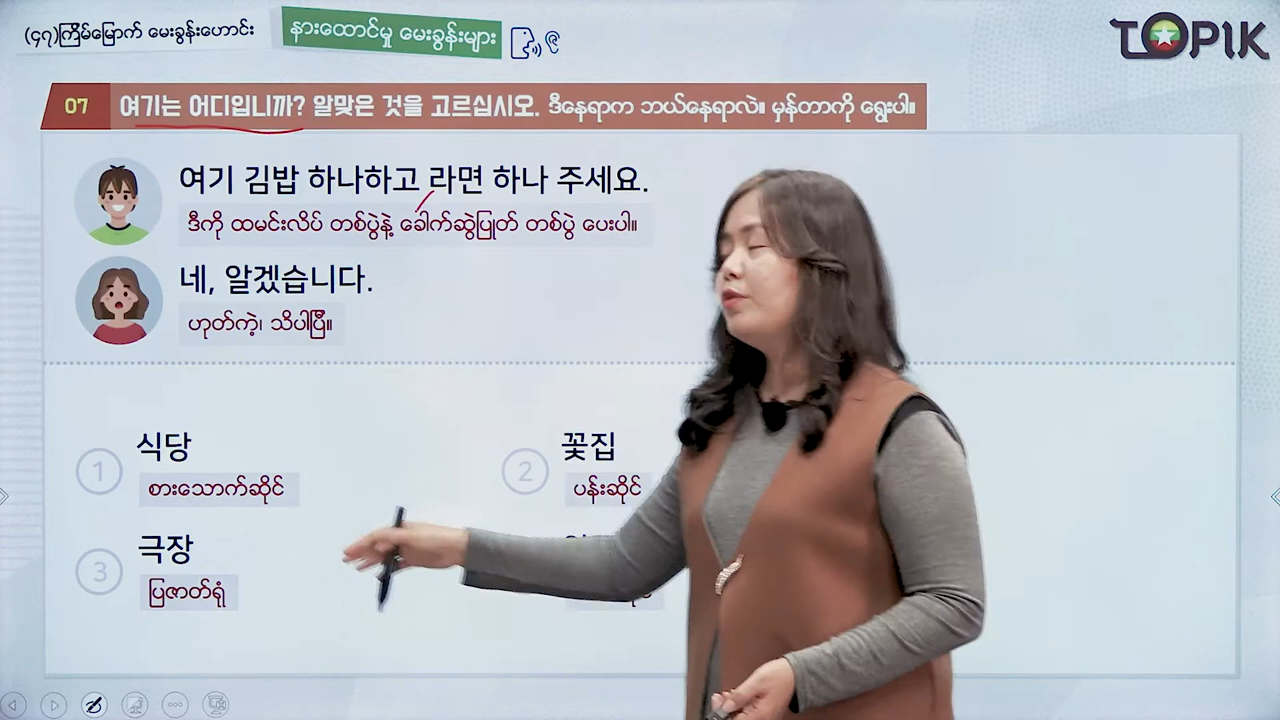 (၄၇)ကြိမ်မြောက် မေးခွန်းဟောင်း
နားထောင်မှု မေးခွန်းများ
TOPIK
07 여기는 어디입니까? 알맞은 것을 고르십시오. ဒီနေရာက ဘယ်နေရာလဲ။ မှန်တာကို ရွေးပါ။
여기 김밥 하나하고 라면 하나 주세요.
ဒီကို ထမင်းလိပ် တစ်ပွဲနဲ့ ခေါက်ဆွဲပြုတ် တစ်ပွဲ ပေးပါ။
네, 알겠습니다.
ဟုတ်ကဲ့၊ သိပါပြီ။
1 식당
စားသောက်ဆိုင်
2 꽃집
ပန်းဆိုင်
3 극장
ပြဇာတ်ရုံ